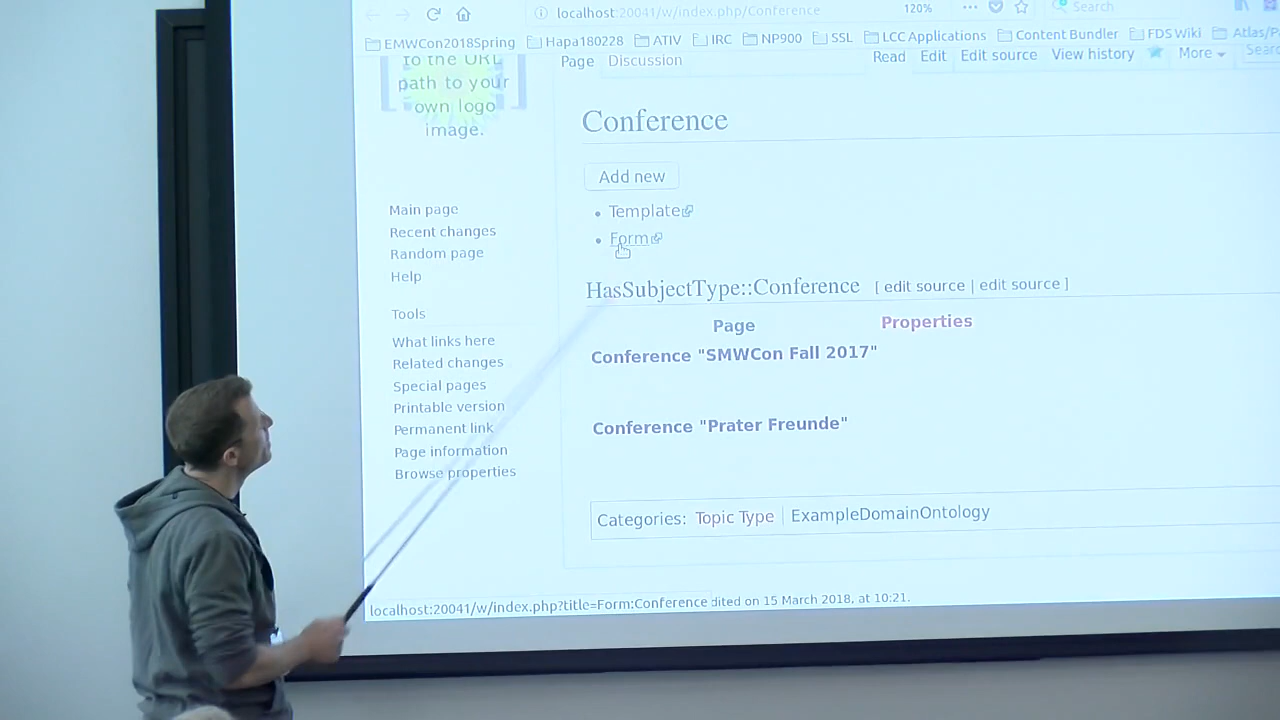 localhost:20041/w/index.php/Conference 120% Search
EMWCon2018Spring Hapa180228 ATIV IRC NP900 SSL LCC Applications Content Bundler FDS Wiki
to the URL
path to your
own logo
image.
Page Discussion Read Edit Edit source View history More
Conference
Add new
Template
Form
HasSubjectType::Conference [ edit source | edit source ]
Page Properties
Conference "SMWCon Fall 2017"
Conference "Prater Freunde"
Categories: Topic Type | ExampleDomainOntology
Main page
Recent changes
Random page
Help
Tools
What links here
Related changes
Special pages
Printable version
Permanent link
Page information
Browse properties
localhost:20041/w/index.php?title=Form:Conference dited on 15 March 2018, at 10:21.